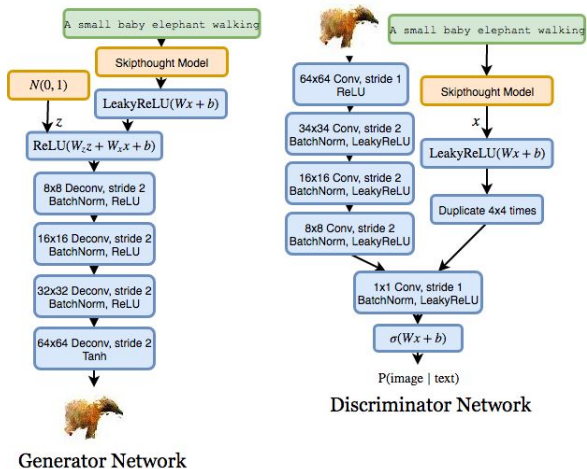 A small baby elephant walking
Skipthought Model
N(0, 1)
LeakyReLU(Wx + b)
z
ReLU(W_z z + W_x x + b)
8x8 Deconv, stride 2
BatchNorm, ReLU
16x16 Deconv, stride 2
BatchNorm, ReLU
32x32 Deconv, stride 2
BatchNorm, ReLU
64x64 Deconv, stride 2
Tanh
Generator Network
A small baby elephant walking
64x64 Conv, stride 1
ReLU
Skipthought Model
34x34 Conv, stride 2
BatchNorm, LeakyReLU
x
LeakyReLU(Wx + b)
16x16 Conv, stride 2
BatchNorm, LeakyReLU
Duplicate 4x4 times
8x8 Conv, stride 2
BatchNorm, LeakyReLU
1x1 Conv, stride 1
BatchNorm, LeakyReLU
σ(Wx + b)
P(image | text)
Discriminator Network